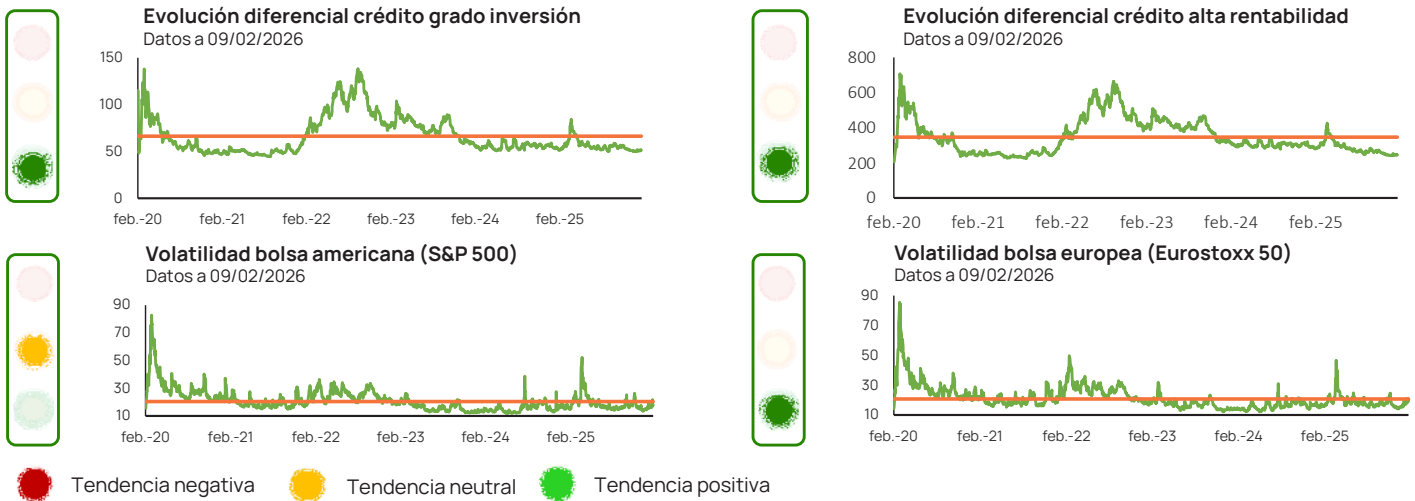 Evolución diferencial crédito grado inversión
Datos a 09/02/2026
150
100
50
0
feb.-20 feb.-21 feb.-22 feb.-23 feb.-24 feb.-25
Evolución diferencial crédito alta rentabilidad
Datos a 09/02/2026
800
600
400
200
0
feb.-20 feb.-21 feb.-22 feb.-23 feb.-24 feb.-25
Volatilidad bolsa americana (S&P 500)
Datos a 09/02/2026
90
70
50
30
10
feb.-20 feb.-21 feb.-22 feb.-23 feb.-24 feb.-25
Volatilidad bolsa europea (Eurostoxx 50)
Datos a 09/02/2026
90
70
50
30
10
feb.-20 feb.-21 feb.-22 feb.-23 feb.-24 feb.-25
Tendencia negativa Tendencia neutral Tendencia positiva